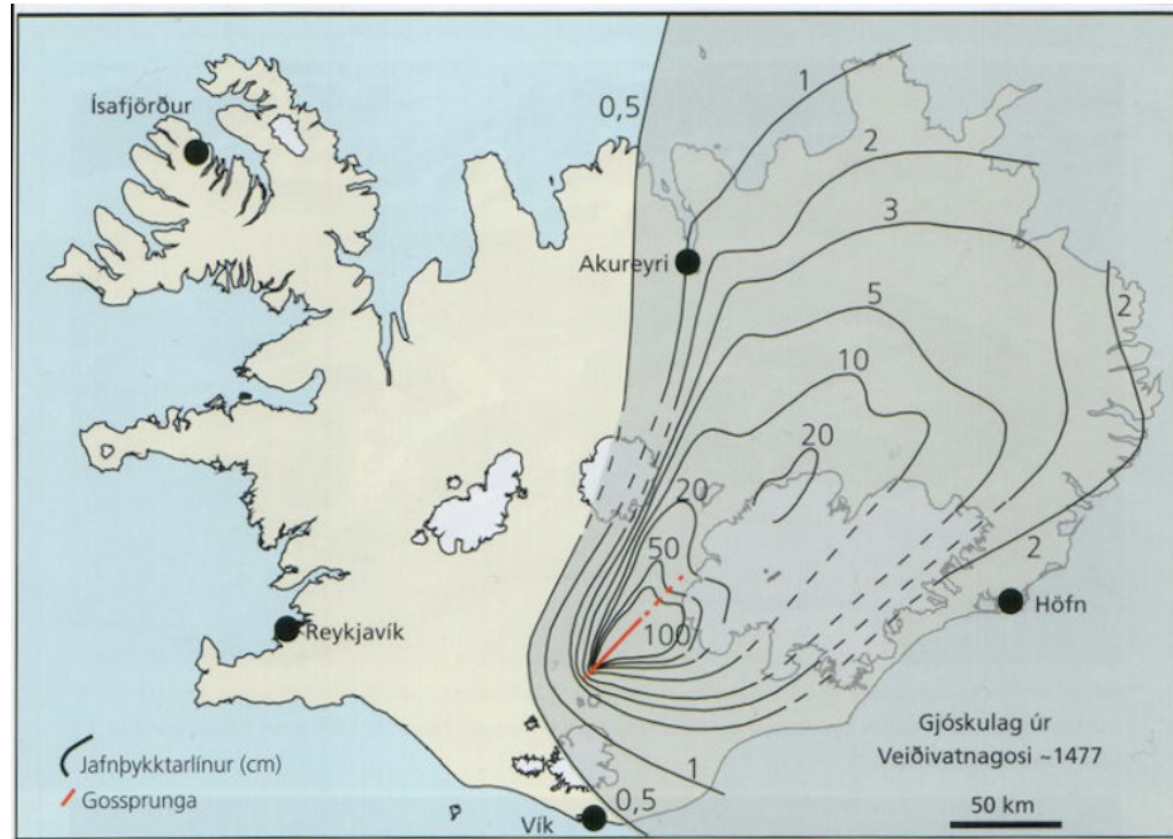 1
0,5
Ísafjörður
2
3
Akureyri
5
2
10
20
20
50
2
Höfn
100
Reykjavík
Gjóskulag úr
Veiðivatnagosi ~1477
Jafnþykktarlínur (cm)
1
Gossprunga
0,5
50 km
Vík